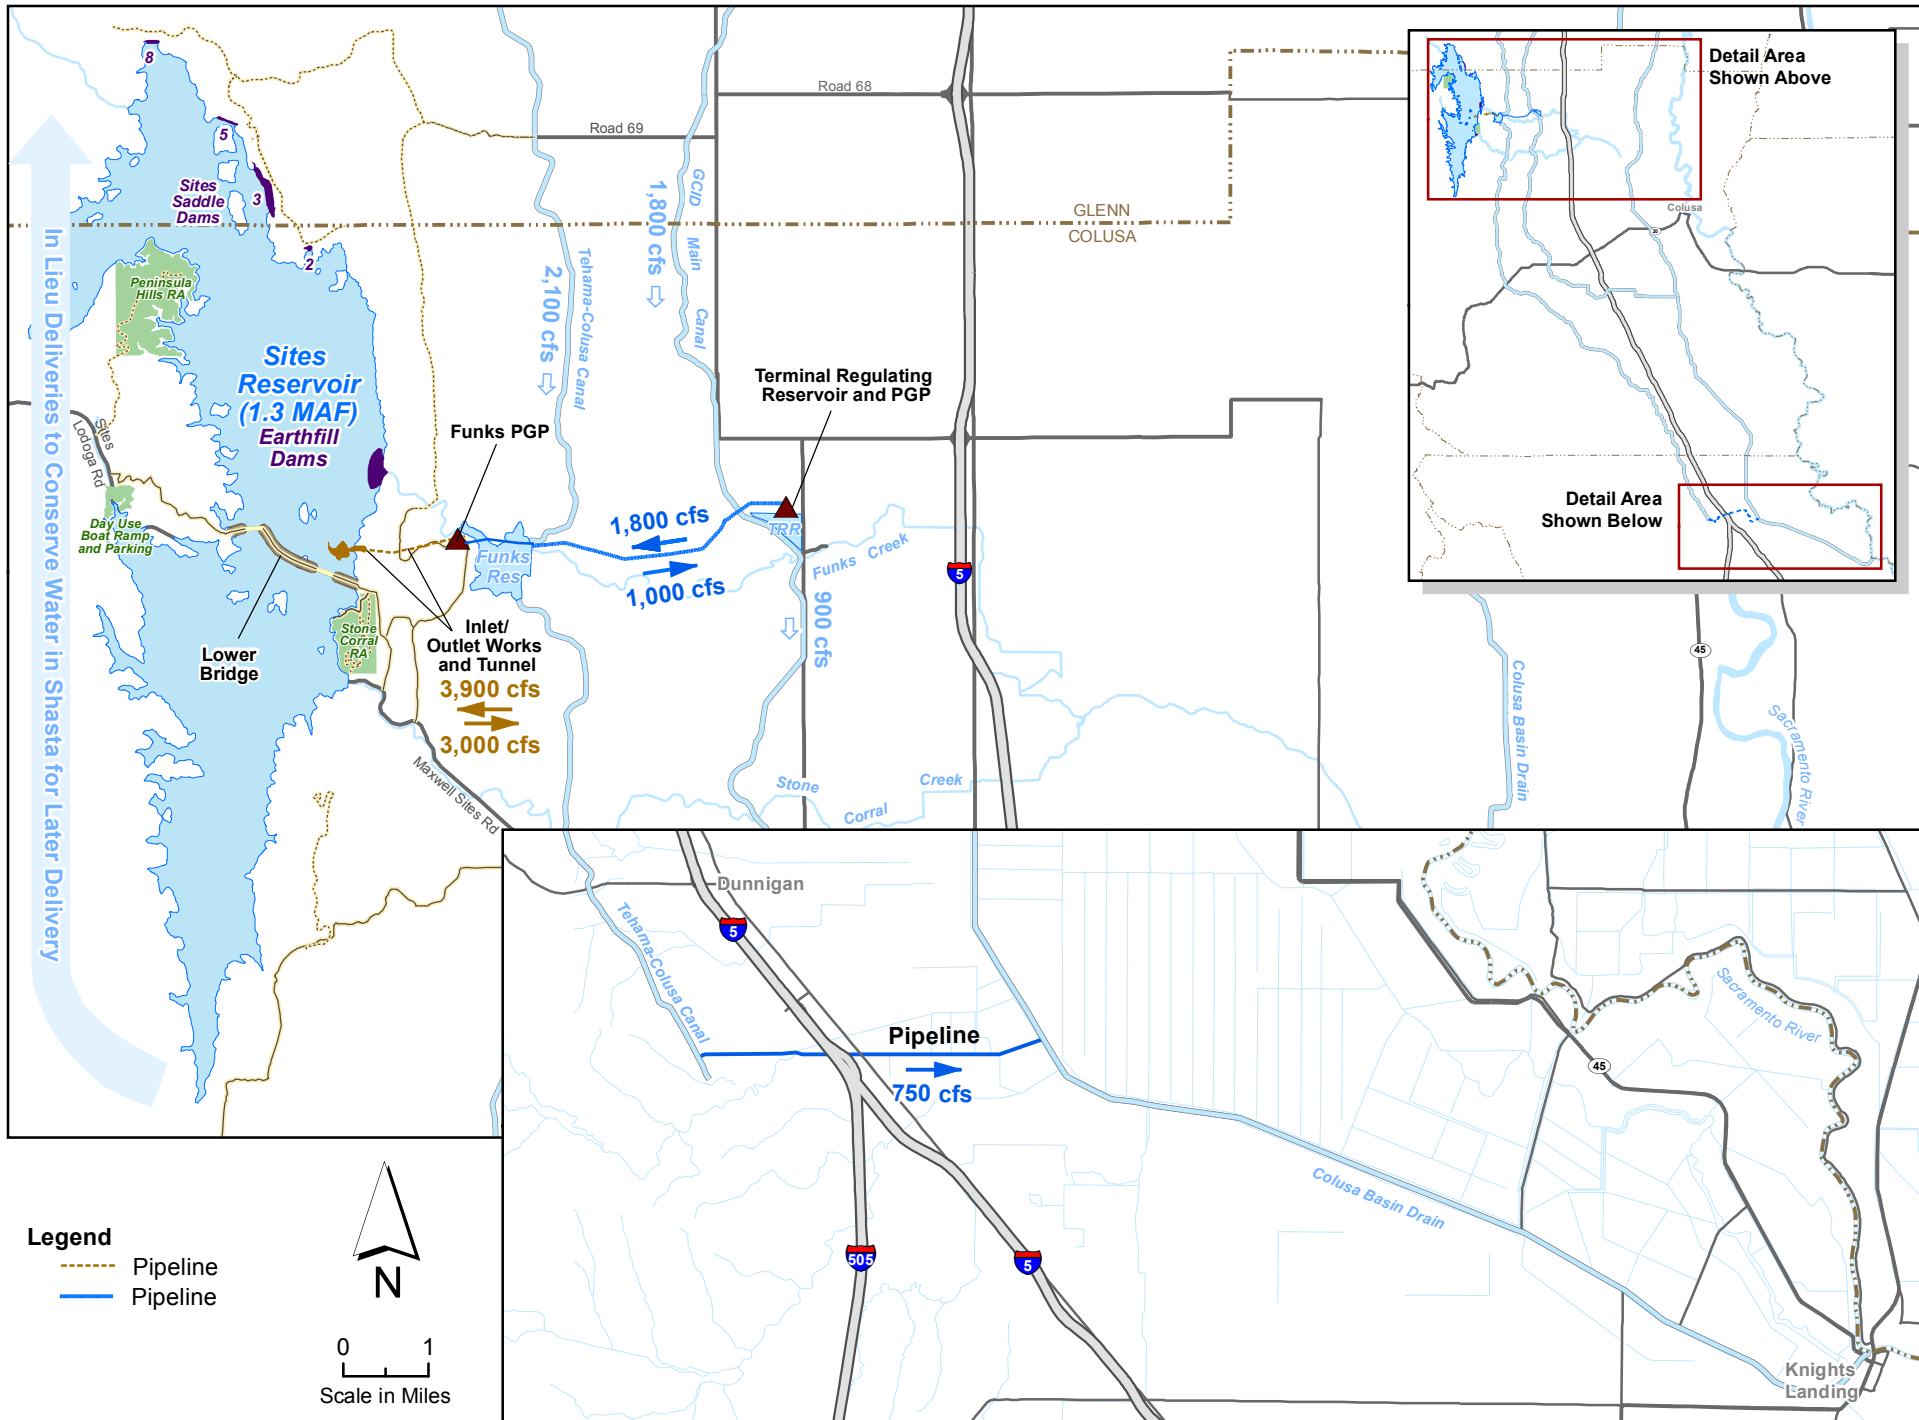 8
5
Sites
Saddle
Dams
3
2
Peninsula
Hills RA
In Lieu Deliveries to Conserve Water in Shasta for Later Delivery
Sites
Reservoir
(1.3 MAF)
Earthfill
Dams
Sites
Lodoga Rd
Day Use
Boat Ramp
and Parking
Lower
Bridge
Stone
Corral
RA
Funks PGP
Funks
Res
Inlet/
Outlet Works
and Tunnel
3,900 cfs
3,000 cfs
Maxwell Sites Rd
Road 68
Road 69
GLENN
COLUSA
2,100 cfs
Tehama-Colusa Canal
1,800 cfs
GCID Main Canal
Terminal Regulating
Reservoir and PGP
1,800 cfs
1,000 cfs
TRR
Funks Creek
900 cfs
5
Stone Corral Creek
Colusa Basin Drain
45
Sacramento River
Detail Area
Shown Above
Colusa
20
Detail Area
Shown Below
Dunnigan
5
Tehama-Colusa Canal
Pipeline
750 cfs
505
5
Colusa Basin Drain
45
Sacramento River
Knights
Landing
Legend
Pipeline
Pipeline
N
0 1
Scale in Miles